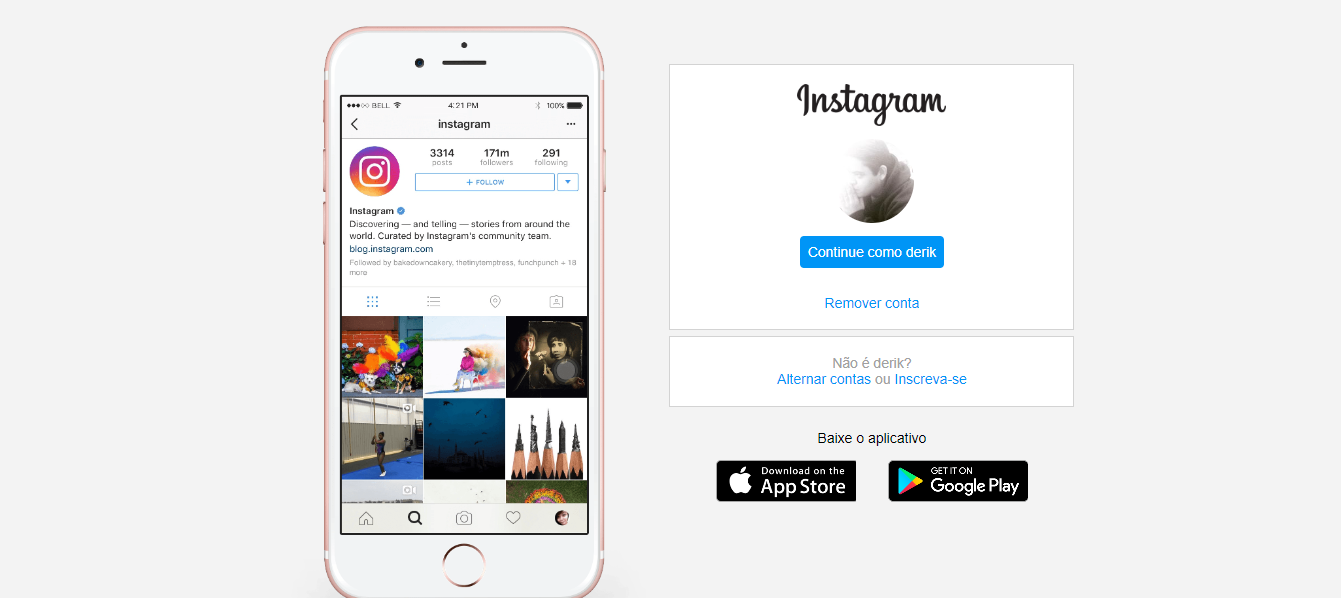 BELL 4:21 PM 100%
instagram
3314 171m 291
posts followers following
+ FOLLOW
Instagram
Discovering — and telling — stories from around the
world. Curated by Instagram's community team.
blog.instagram.com
Followed by bakedowncakery, thetinytemptress, funchpunch + 18
more
Instagram
Continue como derik
Remover conta
Não é derik?
Alternar contas ou Inscreva-se
Baixe o aplicativo
Download on the
App Store
GET IT ON
Google Play